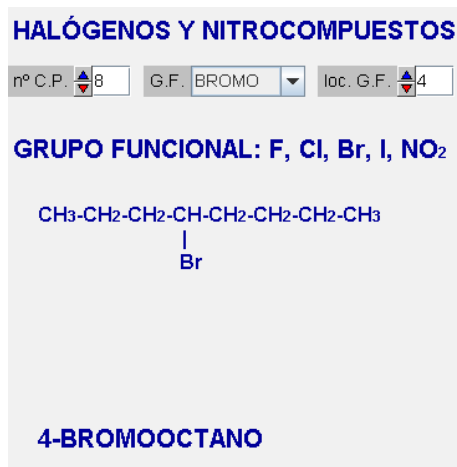 HALÓGENOS Y NITROCOMPUESTOS
nº C.P. 8 G.F. BROMO loc. G.F. 4
GRUPO FUNCIONAL: F, Cl, Br, I, NO2
CH3-CH2-CH2-CH-CH2-CH2-CH2-CH3
|
Br
4-BROMOOCTANO